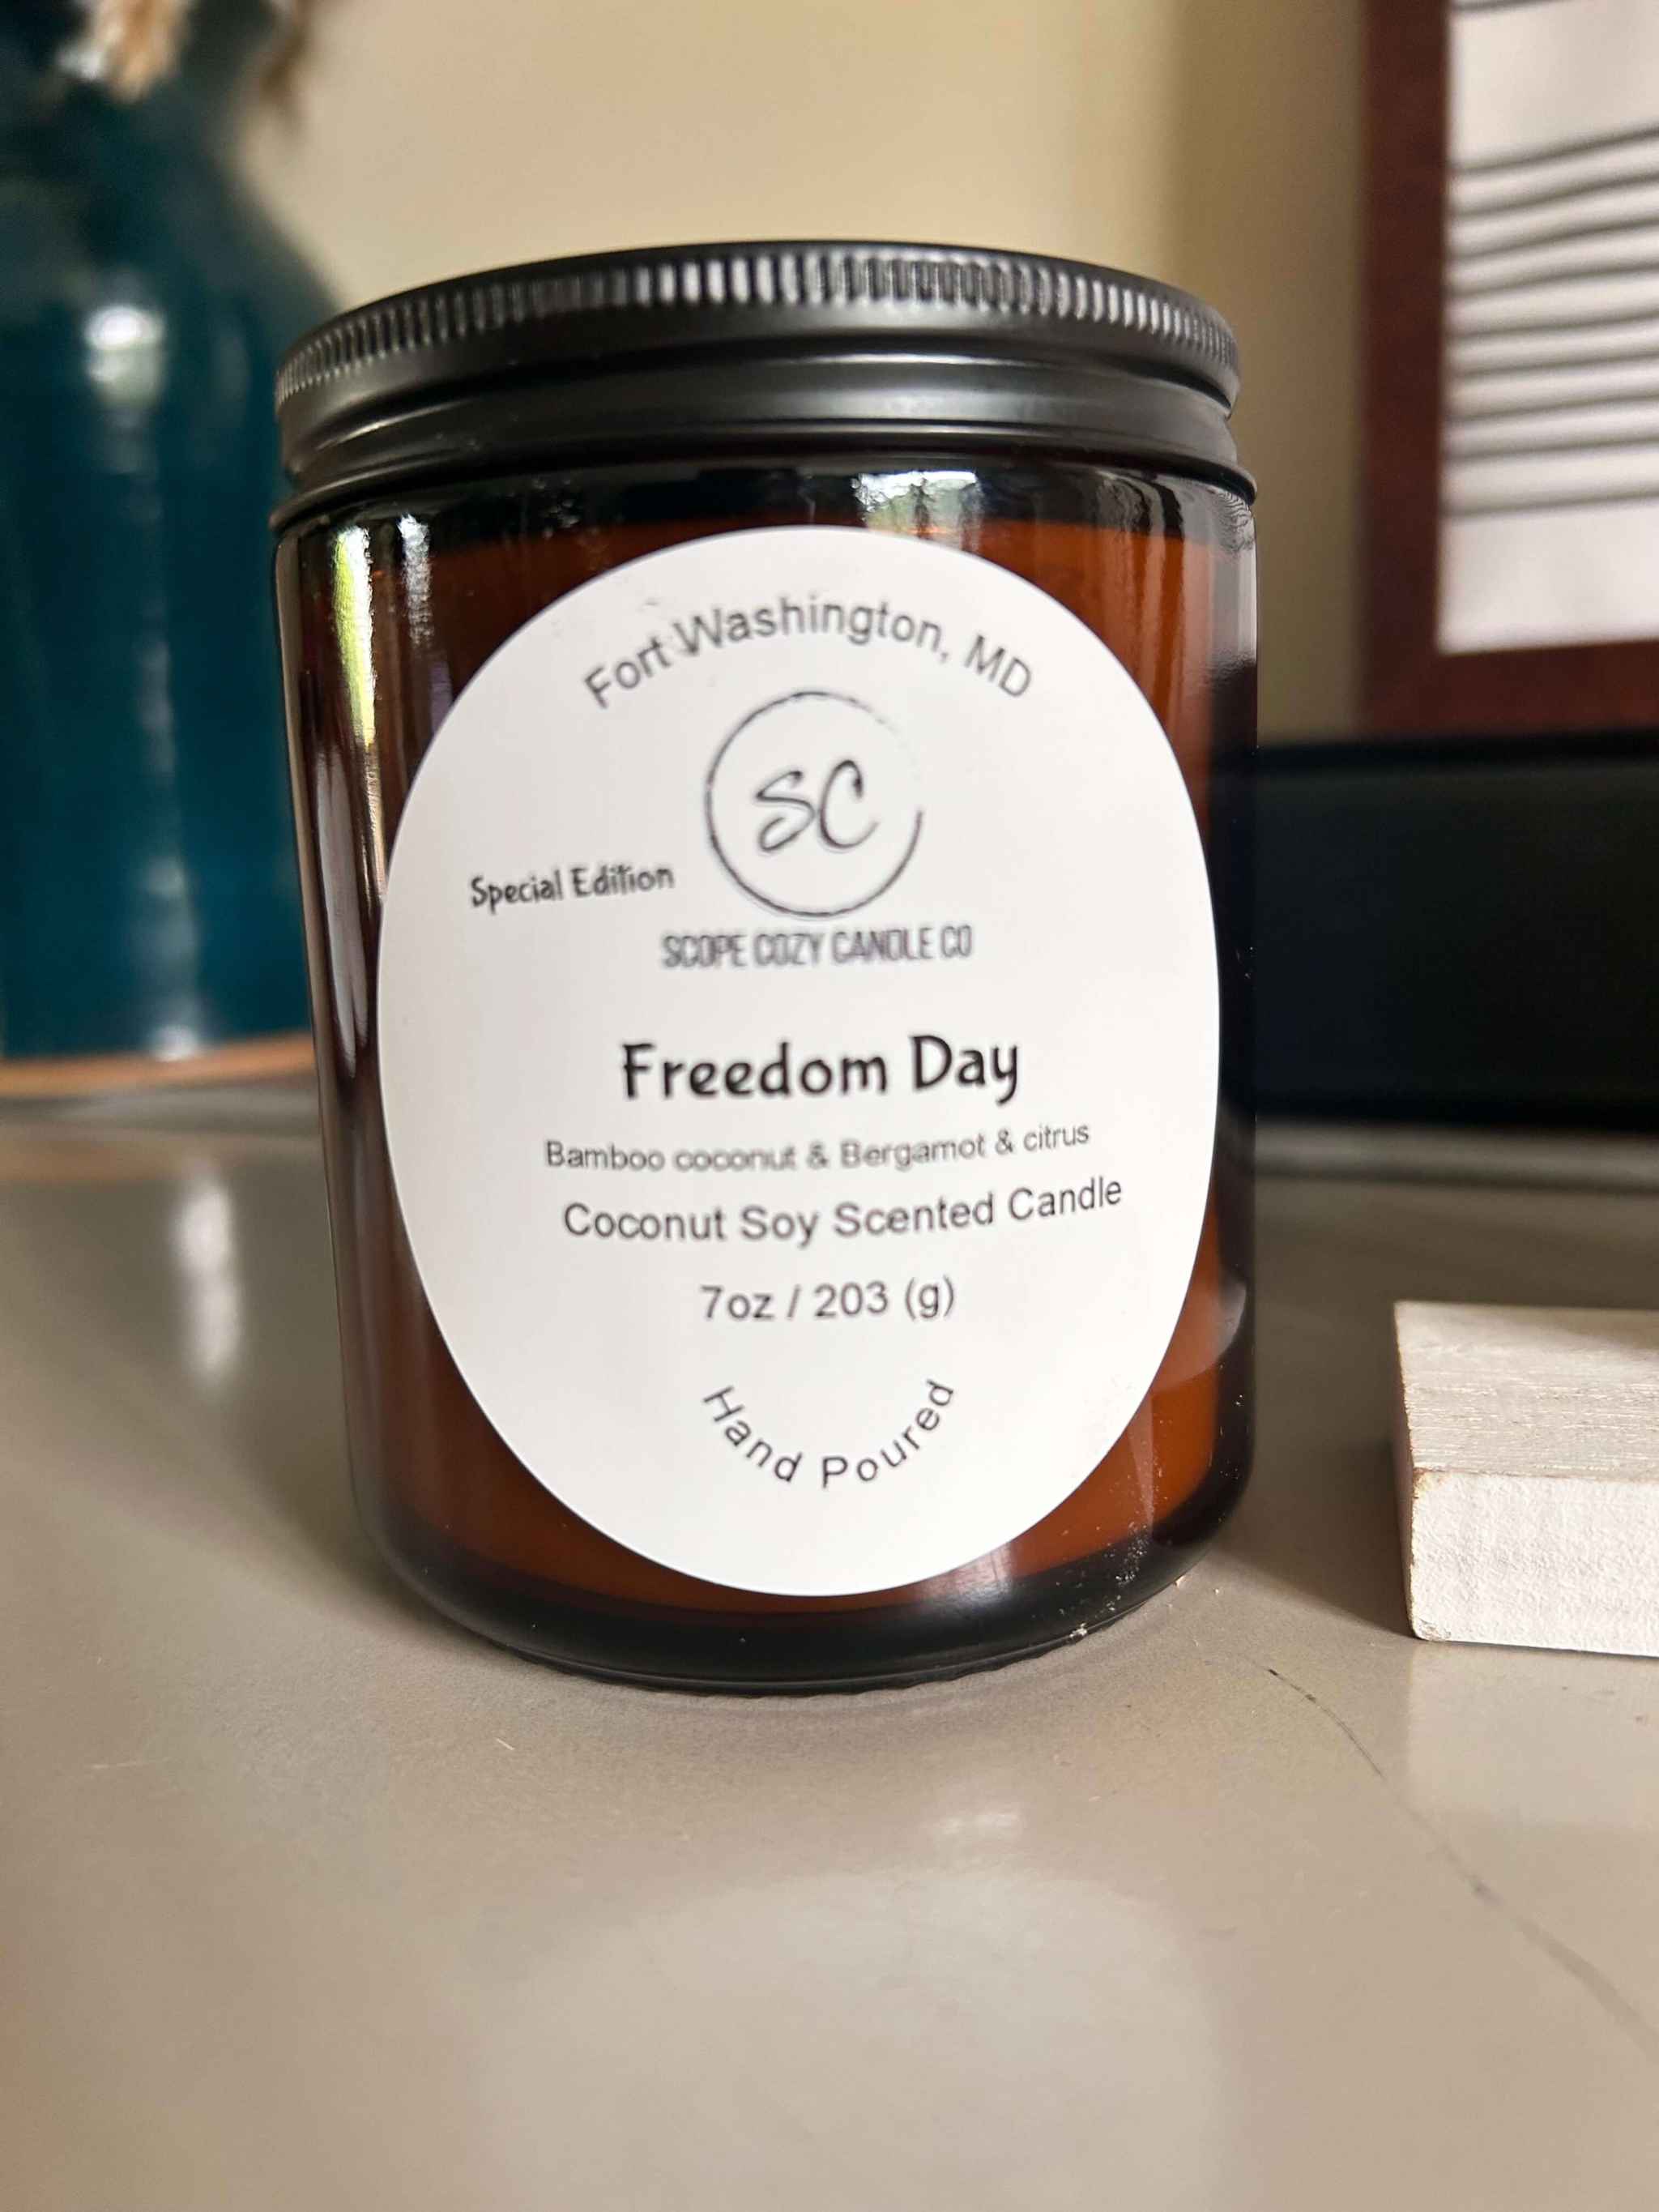 Fort Washington, MD
SC
Special Edition
SCOPE COZY CANDLE CO
Freedom Day
Bamboo coconut & Bergamot & citrus
Coconut Soy Scented Candle
7oz / 203 (g)
Hand Poured